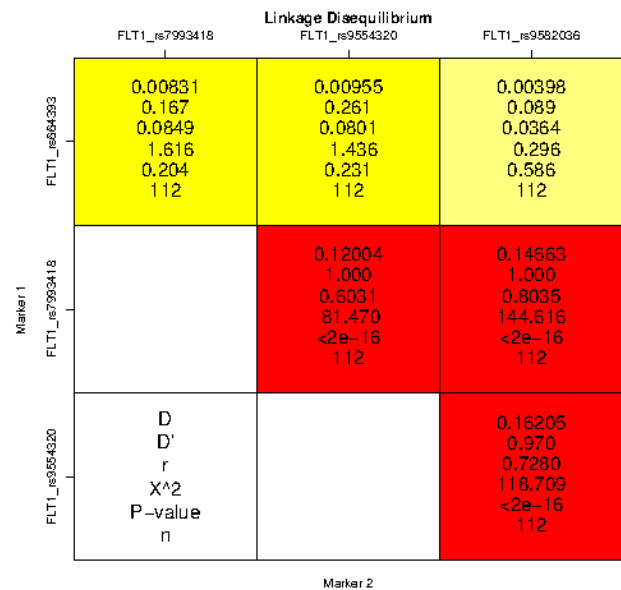 Linkage Disequilibrium
FLT1_rs7993418 FLT1_rs9554320 FLT1_rs9582036
Marker 1
FLT1_rs664393
0.00831 0.00955 0.00398
0.167 0.261 0.089
0.0849 0.0801 0.0364
1.616 1.436 0.296
0.204 0.231 0.586
112 112 112
FLT1_rs7993418
0.12004 0.14663
1.000 1.000
0.6031 0.8035
81.470 144.616
<2e−16 <2e−16
112 112
FLT1_rs9554320
D 0.16205
D' 0.970
r 0.7280
X^2 118.709
P−value <2e−16
n 112
Marker 2